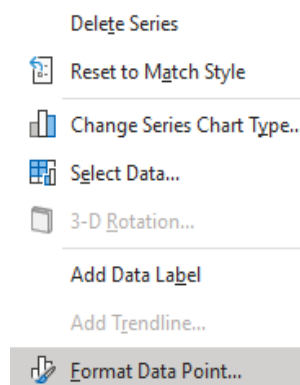 Delete Series
Reset to Match Style
Change Series Chart Type..
Select Data...
3-D Rotation...
Add Data Label
Add Trendline...
Format Data Point...